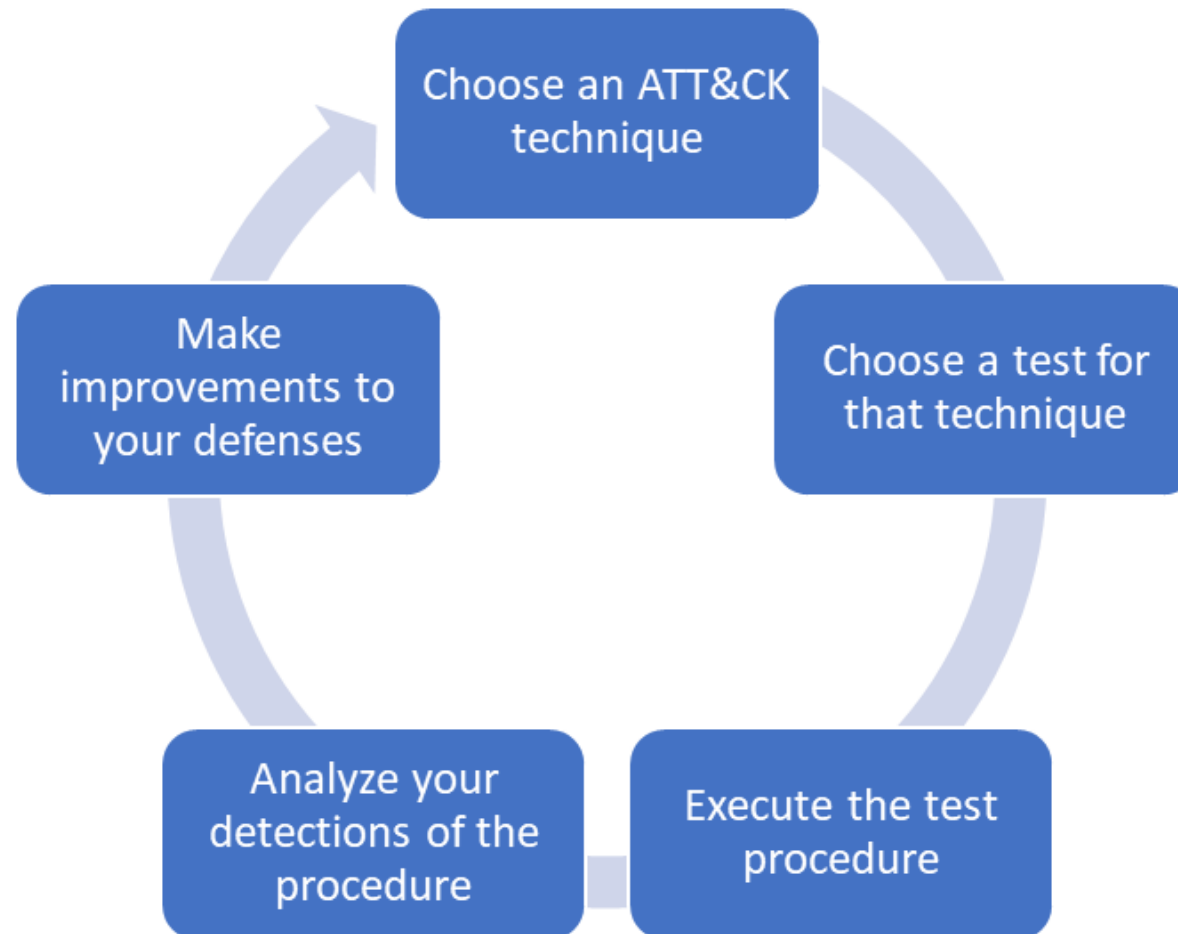 Choose an ATT&CK
technique
Choose a test for
that technique
Execute the test
procedure
Analyze your
detections of the
procedure
Make
improvements to
your defenses